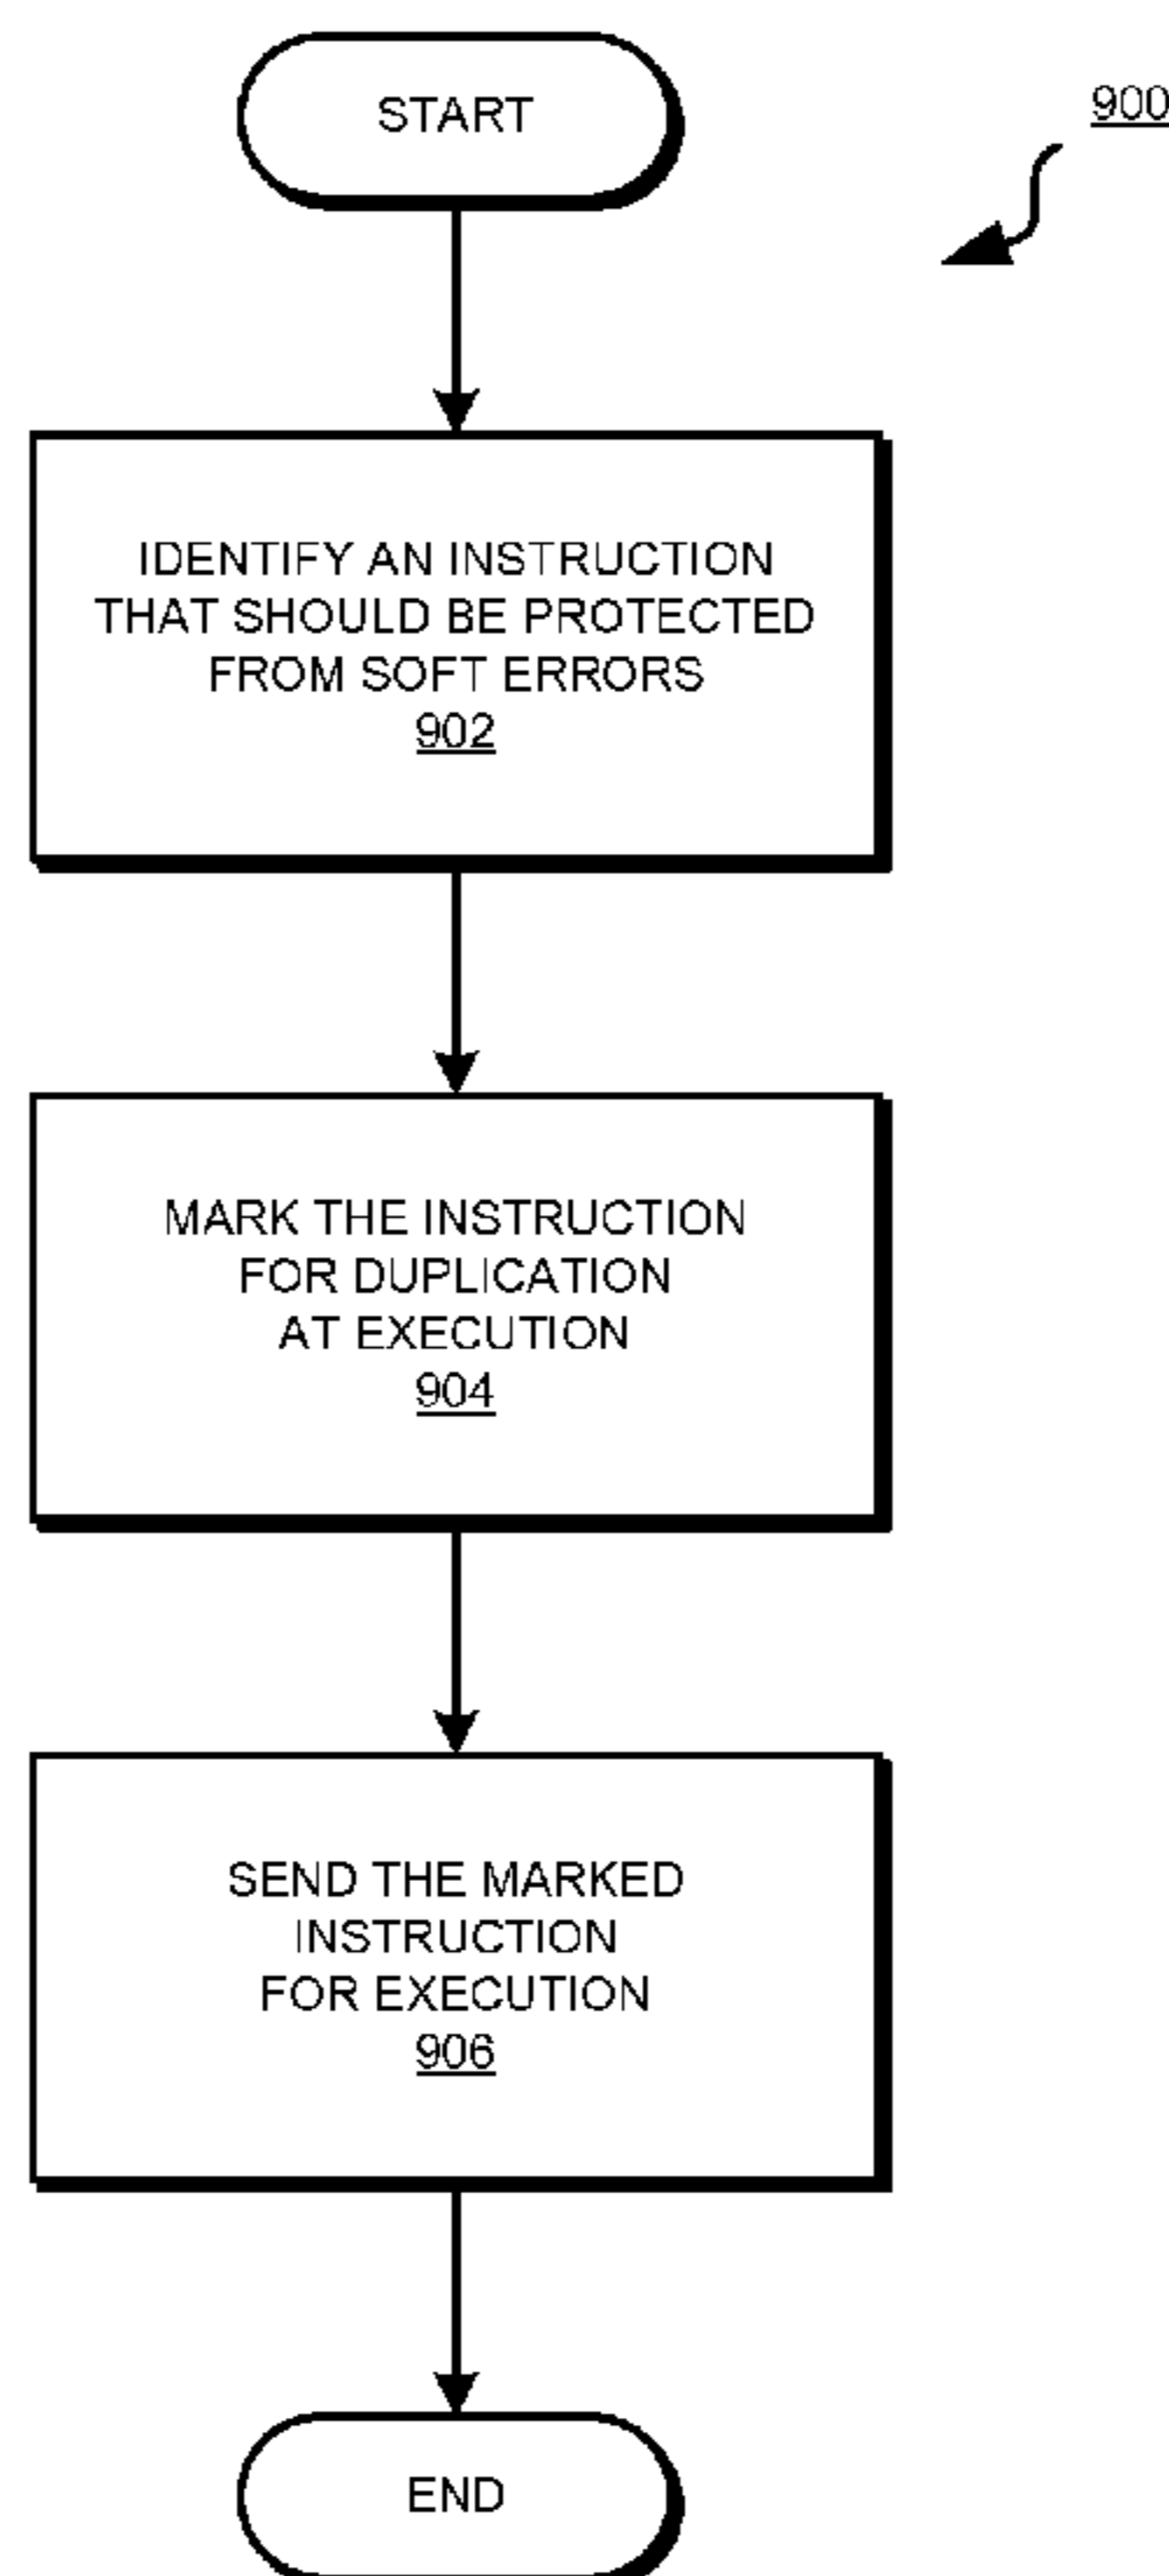 START
900
IDENTIFY AN INSTRUCTION
THAT SHOULD BE PROTECTED
FROM SOFT ERRORS
902
MARK THE INSTRUCTION
FOR DUPLICATION
AT EXECUTION
904
SEND THE MARKED
INSTRUCTION
FOR EXECUTION
906
END